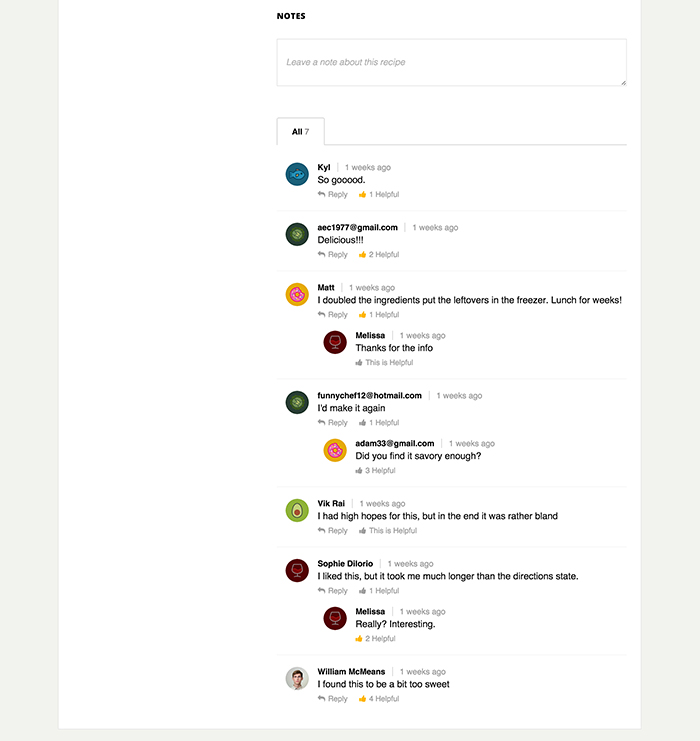 NOTES
Leave a note about this recipe
All 7
Kyl 1 weeks ago
So gooood.
Reply 1 Helpful
aec1977@gmail.com 1 weeks ago
Delicious!!!
Reply 2 Helpful
Matt 1 weeks ago
I doubled the ingredients put the leftovers in the freezer. Lunch for weeks!
Reply 1 Helpful
Melissa 1 weeks ago
Thanks for the info
This is Helpful
funnychef12@hotmail.com 1 weeks ago
I'd make it again
Reply 1 Helpful
adam33@gmail.com 1 weeks ago
Did you find it savory enough?
3 Helpful
Vik Rai 1 weeks ago
I had high hopes for this, but in the end it was rather bland
Reply This is Helpful
Sophie DiIorio 1 weeks ago
I liked this, but it took me much longer than the directions state.
Reply 1 Helpful
Melissa 1 weeks ago
Really? Interesting.
2 Helpful
William McMeans 1 weeks ago
I found this to be a bit too sweet
Reply 4 Helpful